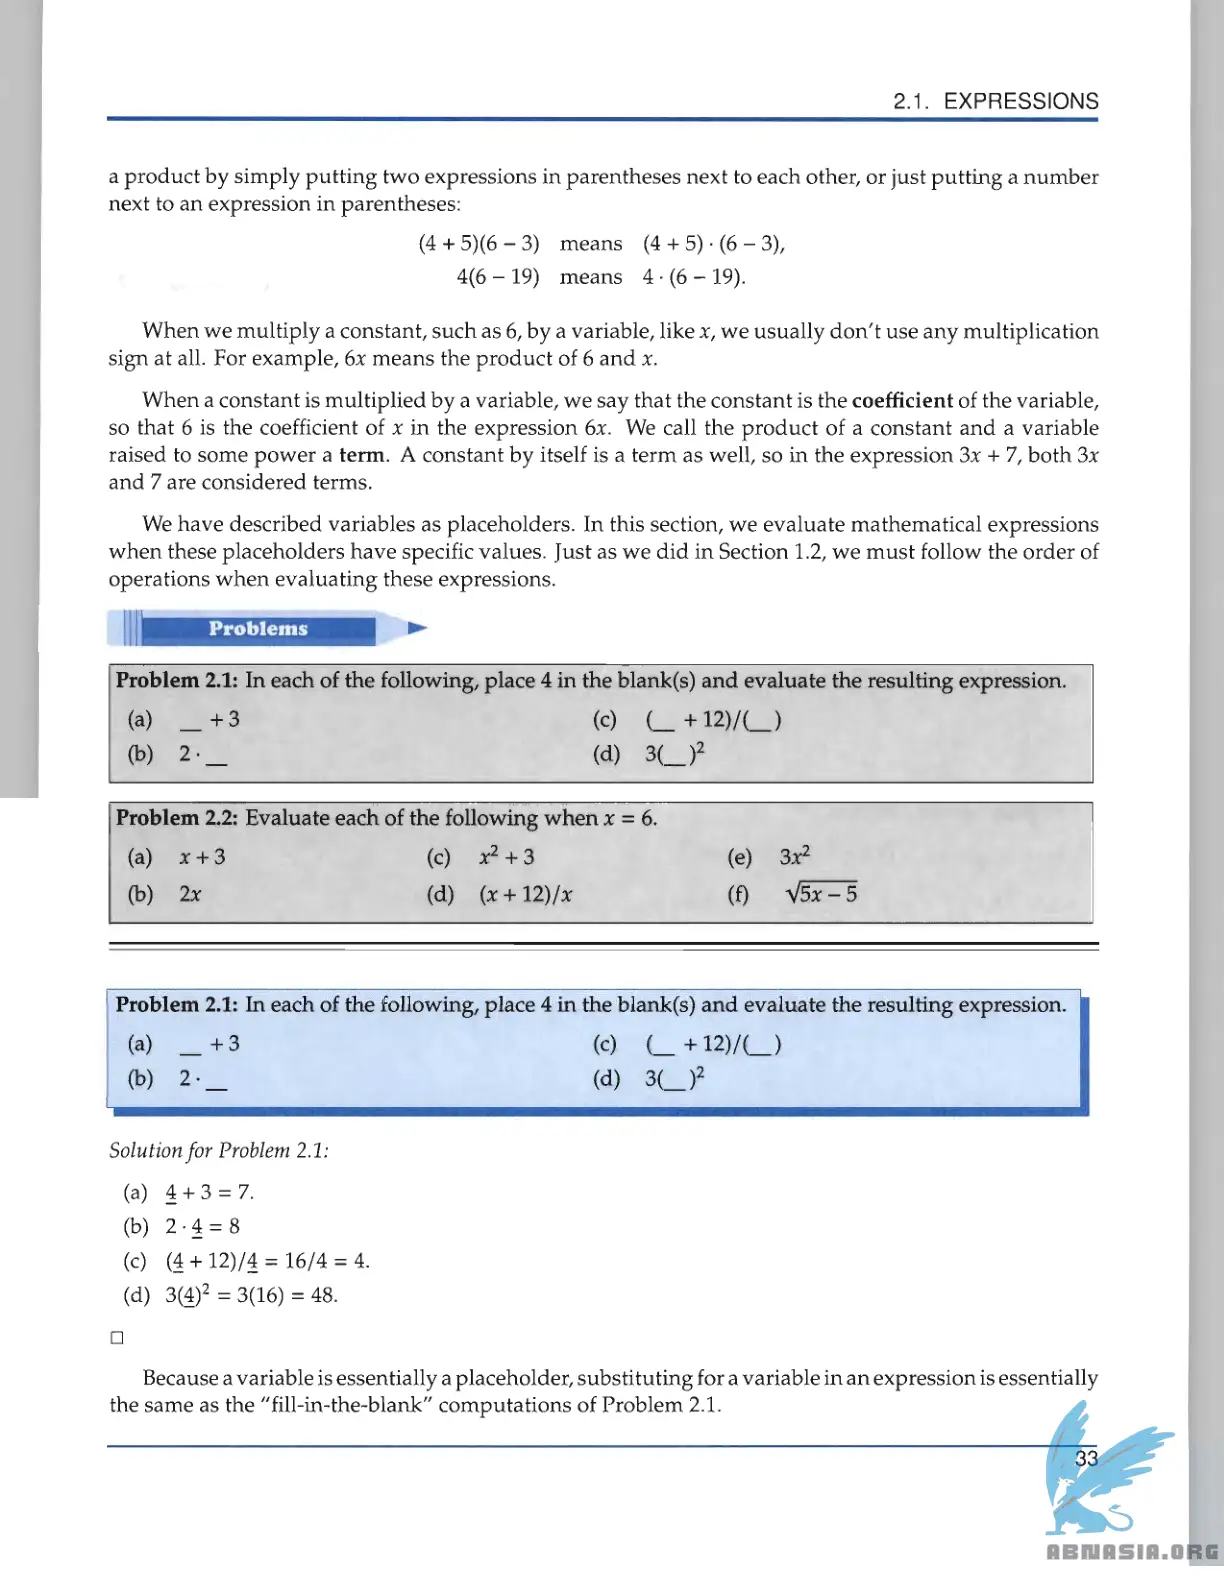 2.1. EXPRESSIONS
a product by simply putting two expressions in parentheses next to each other, or just putting a number
next to an expression in parentheses:
(4 + 5)(6 − 3) means (4 + 5) · (6 − 3),
4(6 − 19) means 4 · (6 − 19).
When we multiply a constant, such as 6, by a variable, like x, we usually don't use any multiplication
sign at all. For example, 6x means the product of 6 and x.
When a constant is multiplied by a variable, we say that the constant is the coefficient of the variable,
so that 6 is the coefficient of x in the expression 6x. We call the product of a constant and a variable
raised to some power a term. A constant by itself is a term as well, so in the expression 3x + 7, both 3x
and 7 are considered terms.
We have described variables as placeholders. In this section, we evaluate mathematical expressions
when these placeholders have specific values. Just as we did in Section 1.2, we must follow the order of
operations when evaluating these expressions.
Problems
Problem 2.1: In each of the following, place 4 in the blank(s) and evaluate the resulting expression.
(a) __ + 3 (c) (__ + 12)/(__)
(b) 2 · __ (d) 3(__)²
Problem 2.2: Evaluate each of the following when x = 6.
(a) x + 3 (c) x² + 3 (e) 3x²
(b) 2x (d) (x + 12)/x (f) √5x − 5
Problem 2.1: In each of the following, place 4 in the blank(s) and evaluate the resulting expression.
(a) __ + 3 (c) (__ + 12)/(__)
(b) 2 · __ (d) 3(__)²
Solution for Problem 2.1:
(a) 4 + 3 = 7.
(b) 2 · 4 = 8
(c) (4 + 12)/4 = 16/4 = 4.
(d) 3(4)² = 3(16) = 48.
□
Because a variable is essentially a placeholder, substituting for a variable in an expression is essentially
the same as the "fill-in-the-blank" computations of Problem 2.1.
33
ABNASIA.ORG